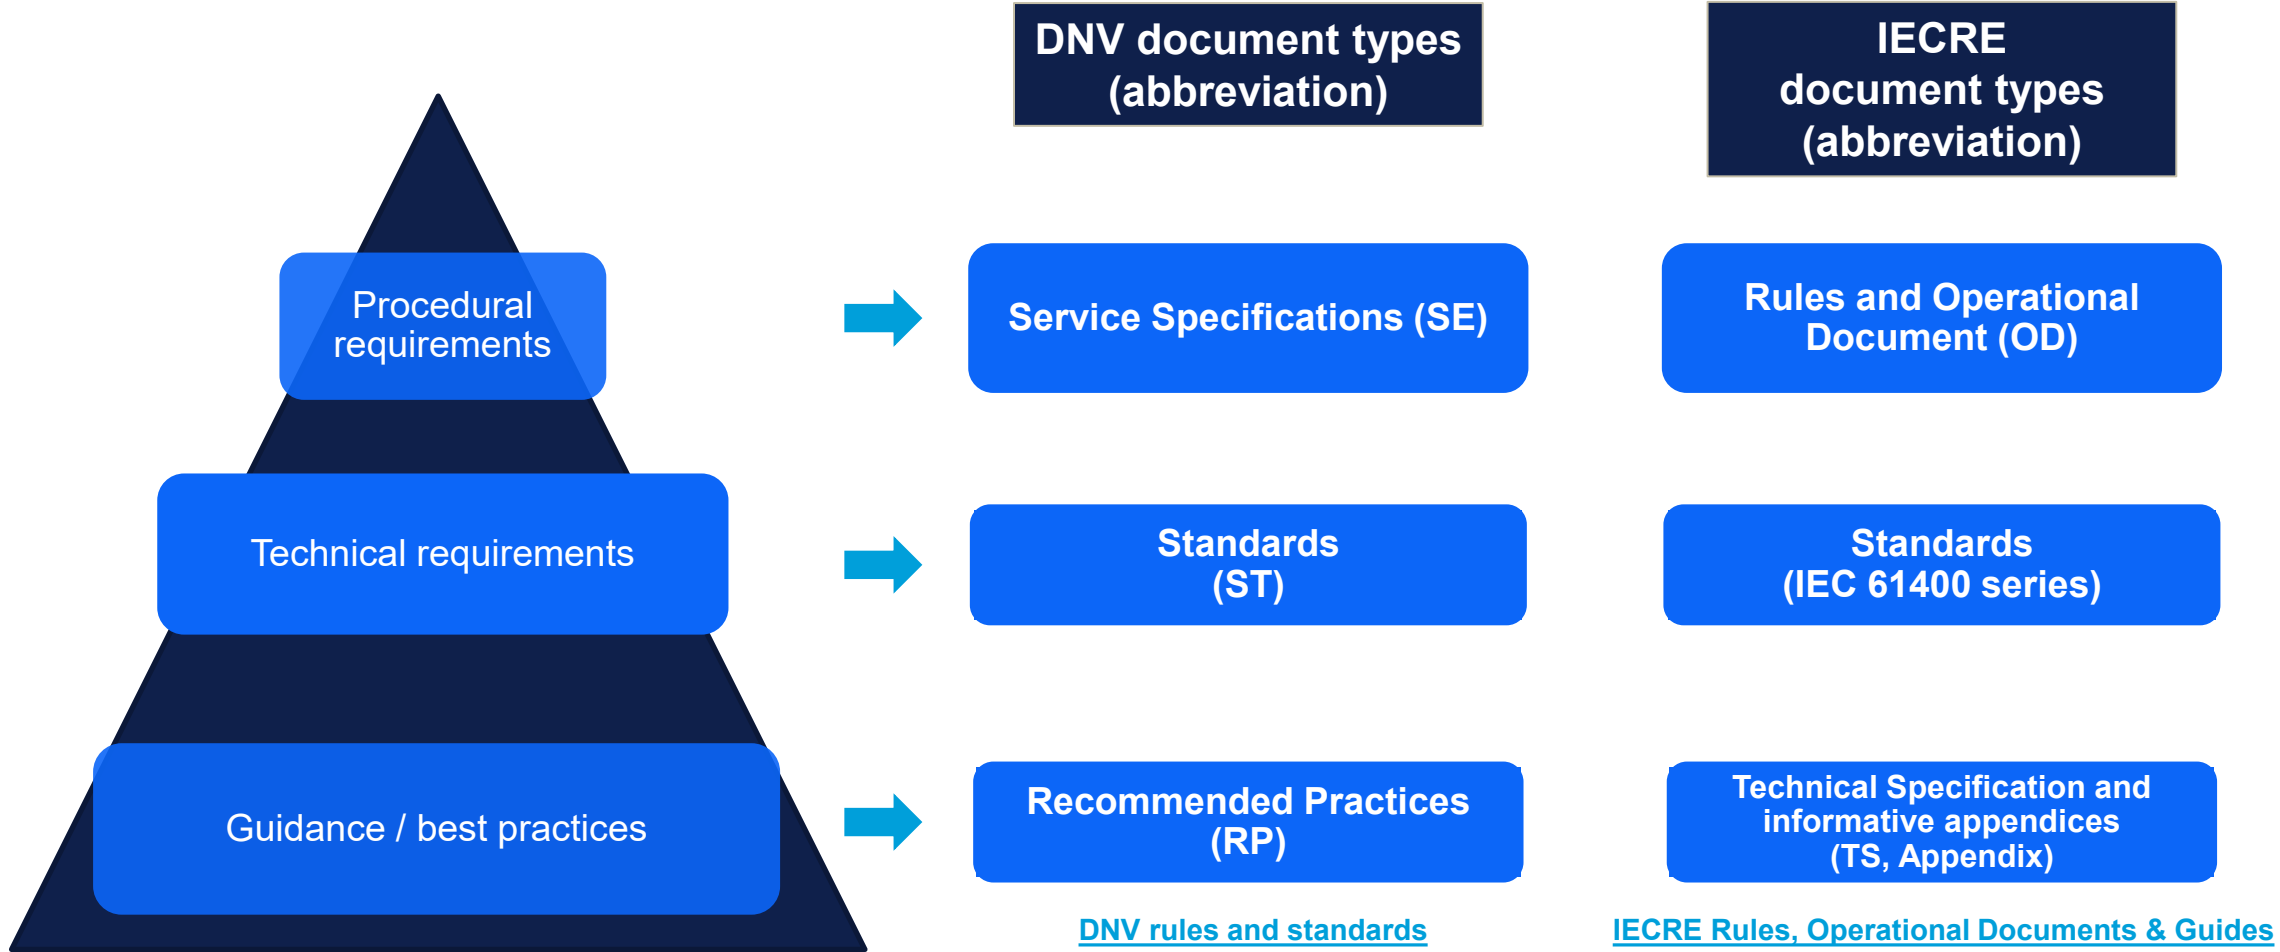 DNV document types
(abbreviation)
IECRE
document types
(abbreviation)
Procedural
requirements
Service Specifications (SE)
Rules and Operational
Document (OD)
Technical requirements
Standards
(ST)
Standards
(IEC 61400 series)
Guidance / best practices
Recommended Practices
(RP)
Technical Specification and
informative appendices
(TS, Appendix)
DNV rules and standards
IECRE Rules, Operational Documents & Guides